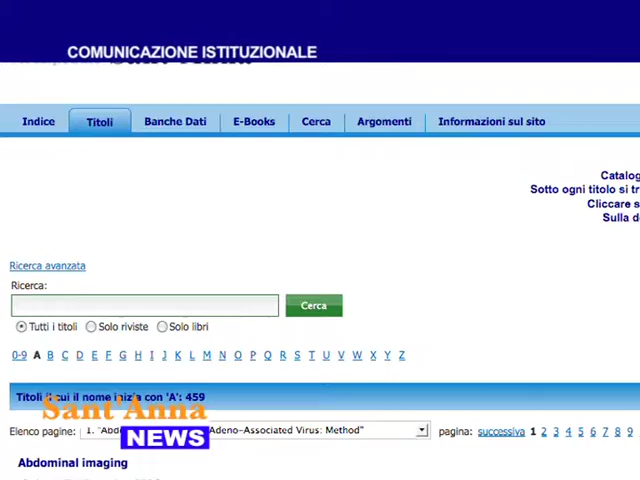 COMUNICAZIONE ISTITUZIONALE
Indice Titoli Banche Dati E-Books Cerca Argomenti Informazioni sul sito
Catalog
Sotto ogni titolo si tr
Cliccare s
Sulla d
Ricerca avanzata
Ricerca:
Cerca
Tutti i titoli Solo riviste Solo libri
0-9 A B C D E F G H I J K L M N O P Q R S T U V W X Y Z
Titoli il cui il nome inizia con 'A': 459
Sant'Anna
Elenco pagine: 1. "Abd Adeno-Associated Virus: Method" pagina: successiva 1 2 3 4 5 6 7 8 9
NEWS
Abdominal imaging